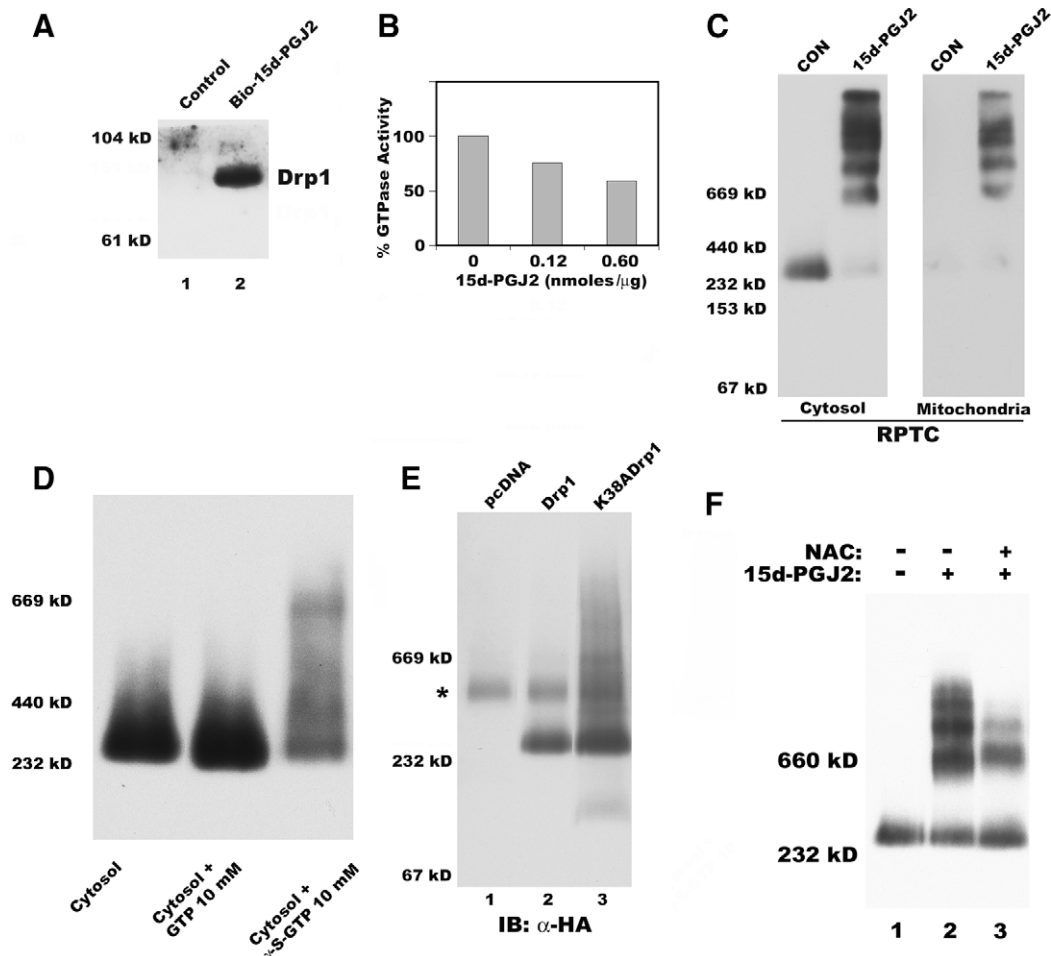 A
Control
Bio-15d-PGJ2
104 kD
Drp1
61 kD
1 2
B
% GTPase Activity
100
50
0
0 0.12 0.60
15d-PGJ2 (nmoles/μg)
C
CON
15d-PGJ2
CON
15d-PGJ2
669 kD
440 kD
232 kD
153 kD
67 kD
Cytosol
Mitochondria
RPTC
D
669 kD
440 kD
232 kD
Cytosol
Cytosol +
GTP 10 mM
Cytosol +
γ-S-GTP 10 mM
E
pcDNA
Drp1
K38ADrp1
669 kD
*
232 kD
67 kD
1 2 3
IB: α-HA
F
NAC: - - +
15d-PGJ2: - + +
660 kD
232 kD
1 2 3